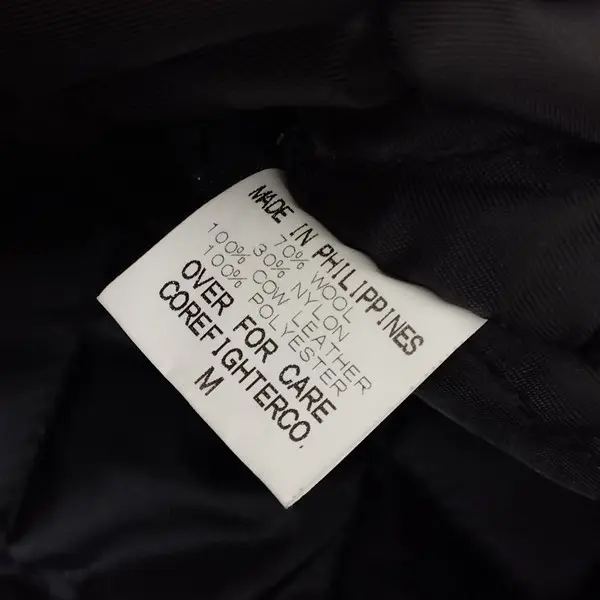 MADE IN PHILIPPINES
70% WOOL
30% NYLON
100% COW LEATHER
100% POLYESTER
OVER FOR CARE
COREFIGHTERCO,
M